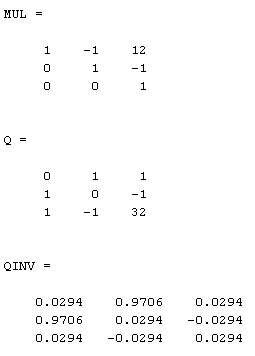 MUL =
1 -1 12
0 1 -1
0 0 1
Q =
0 1 1
1 0 -1
1 -1 32
QINV =
0.0294 0.9706 0.0294
0.9706 0.0294 -0.0294
0.0294 -0.0294 0.0294